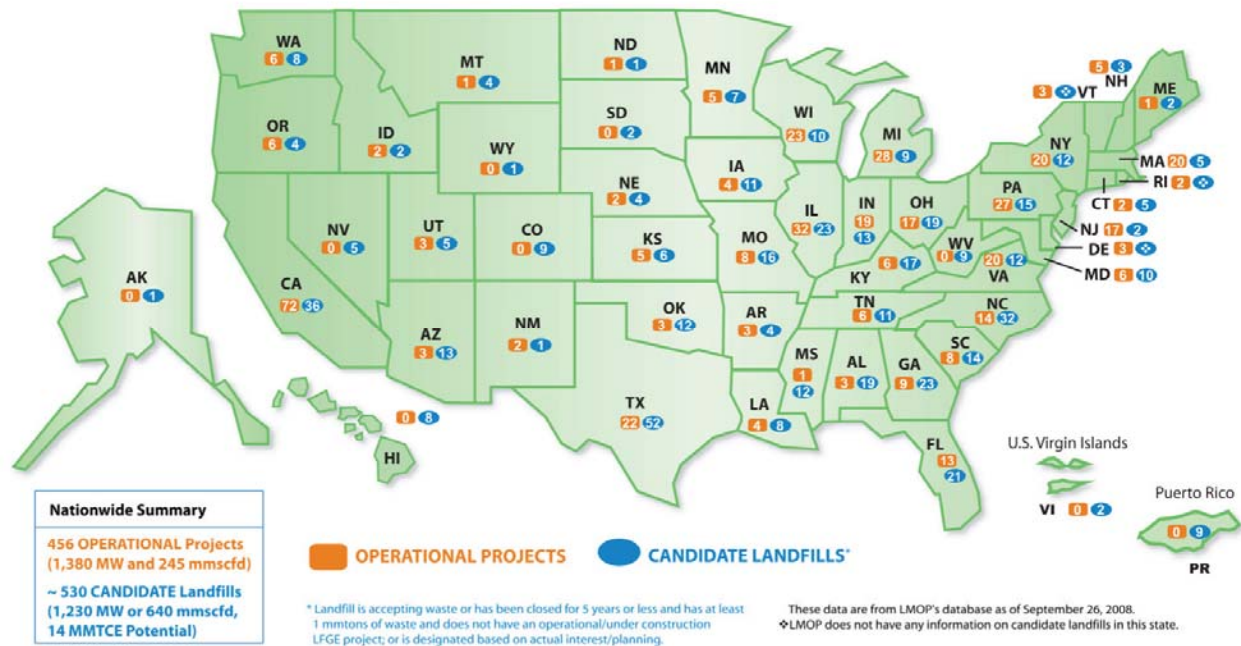 WA
6 8
MT
1 4
ND
1 1
MN
5 7
5 3
NH
3 ❖ VT
ME
1 2
OR
6 4
ID
2 2
SD
0 2
WI
23 10
MI
28 9
NY
20 12
MA 20 5
RI 2 ❖
CT 2 5
WY
0 1
IA
4 11
NE
2 4
PA
27 15
NJ 17 2
DE 3 ❖
MD 6 10
NV
0 5
UT
3 5
CO
0 9
KS
5 6
MO
8 16
IL
32 23
IN
19
13
OH
17 19
WV
0 9
20 12
VA
KY
6 17
AK
0 1
CA
72 36
AZ
3 13
NM
2 1
OK
3 12
AR
3 4
TN
6 11
NC
14 32
SC
8 14
MS
1
12
AL
3 19
GA
9 23
TX
22 52
LA
4 8
FL
13
21
0 8
HI
U.S. Virgin Islands
VI 0 2
Puerto Rico
0 9
PR
Nationwide Summary
456 OPERATIONAL Projects
(1,380 MW and 245 mmscfd)
~ 530 CANDIDATE Landfills
(1,230 MW or 640 mmscfd,
14 MMTCE Potential)
OPERATIONAL PROJECTS
CANDIDATE LANDFILLS*
* Landfill is accepting waste or has been closed for 5 years or less and has at least
1 mmtons of waste and does not have an operational/under construction
LFGE project; or is designated based on actual interest/planning.
These data are from LMOP's database as of September 26, 2008.
❖LMOP does not have any information on candidate landfills in this state.